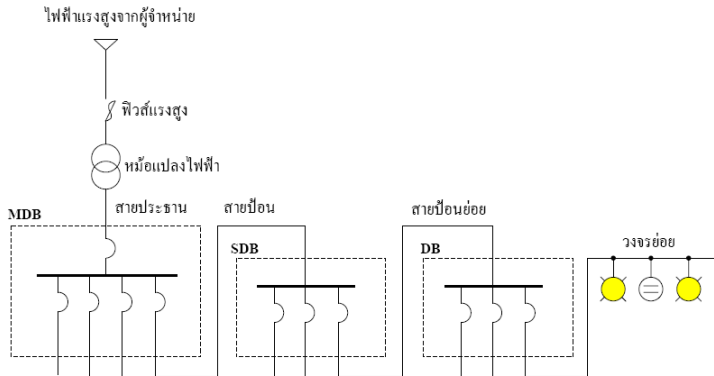 ไฟฟ้าแรงสูงจากผู้จำหน่าย
ฟิวส์แรงสูง
หม้อแปลงไฟฟ้า
สายประธาน
สายป้อน
สายป้อนย่อย
MDB
SDB
DB
วงจรย่อย